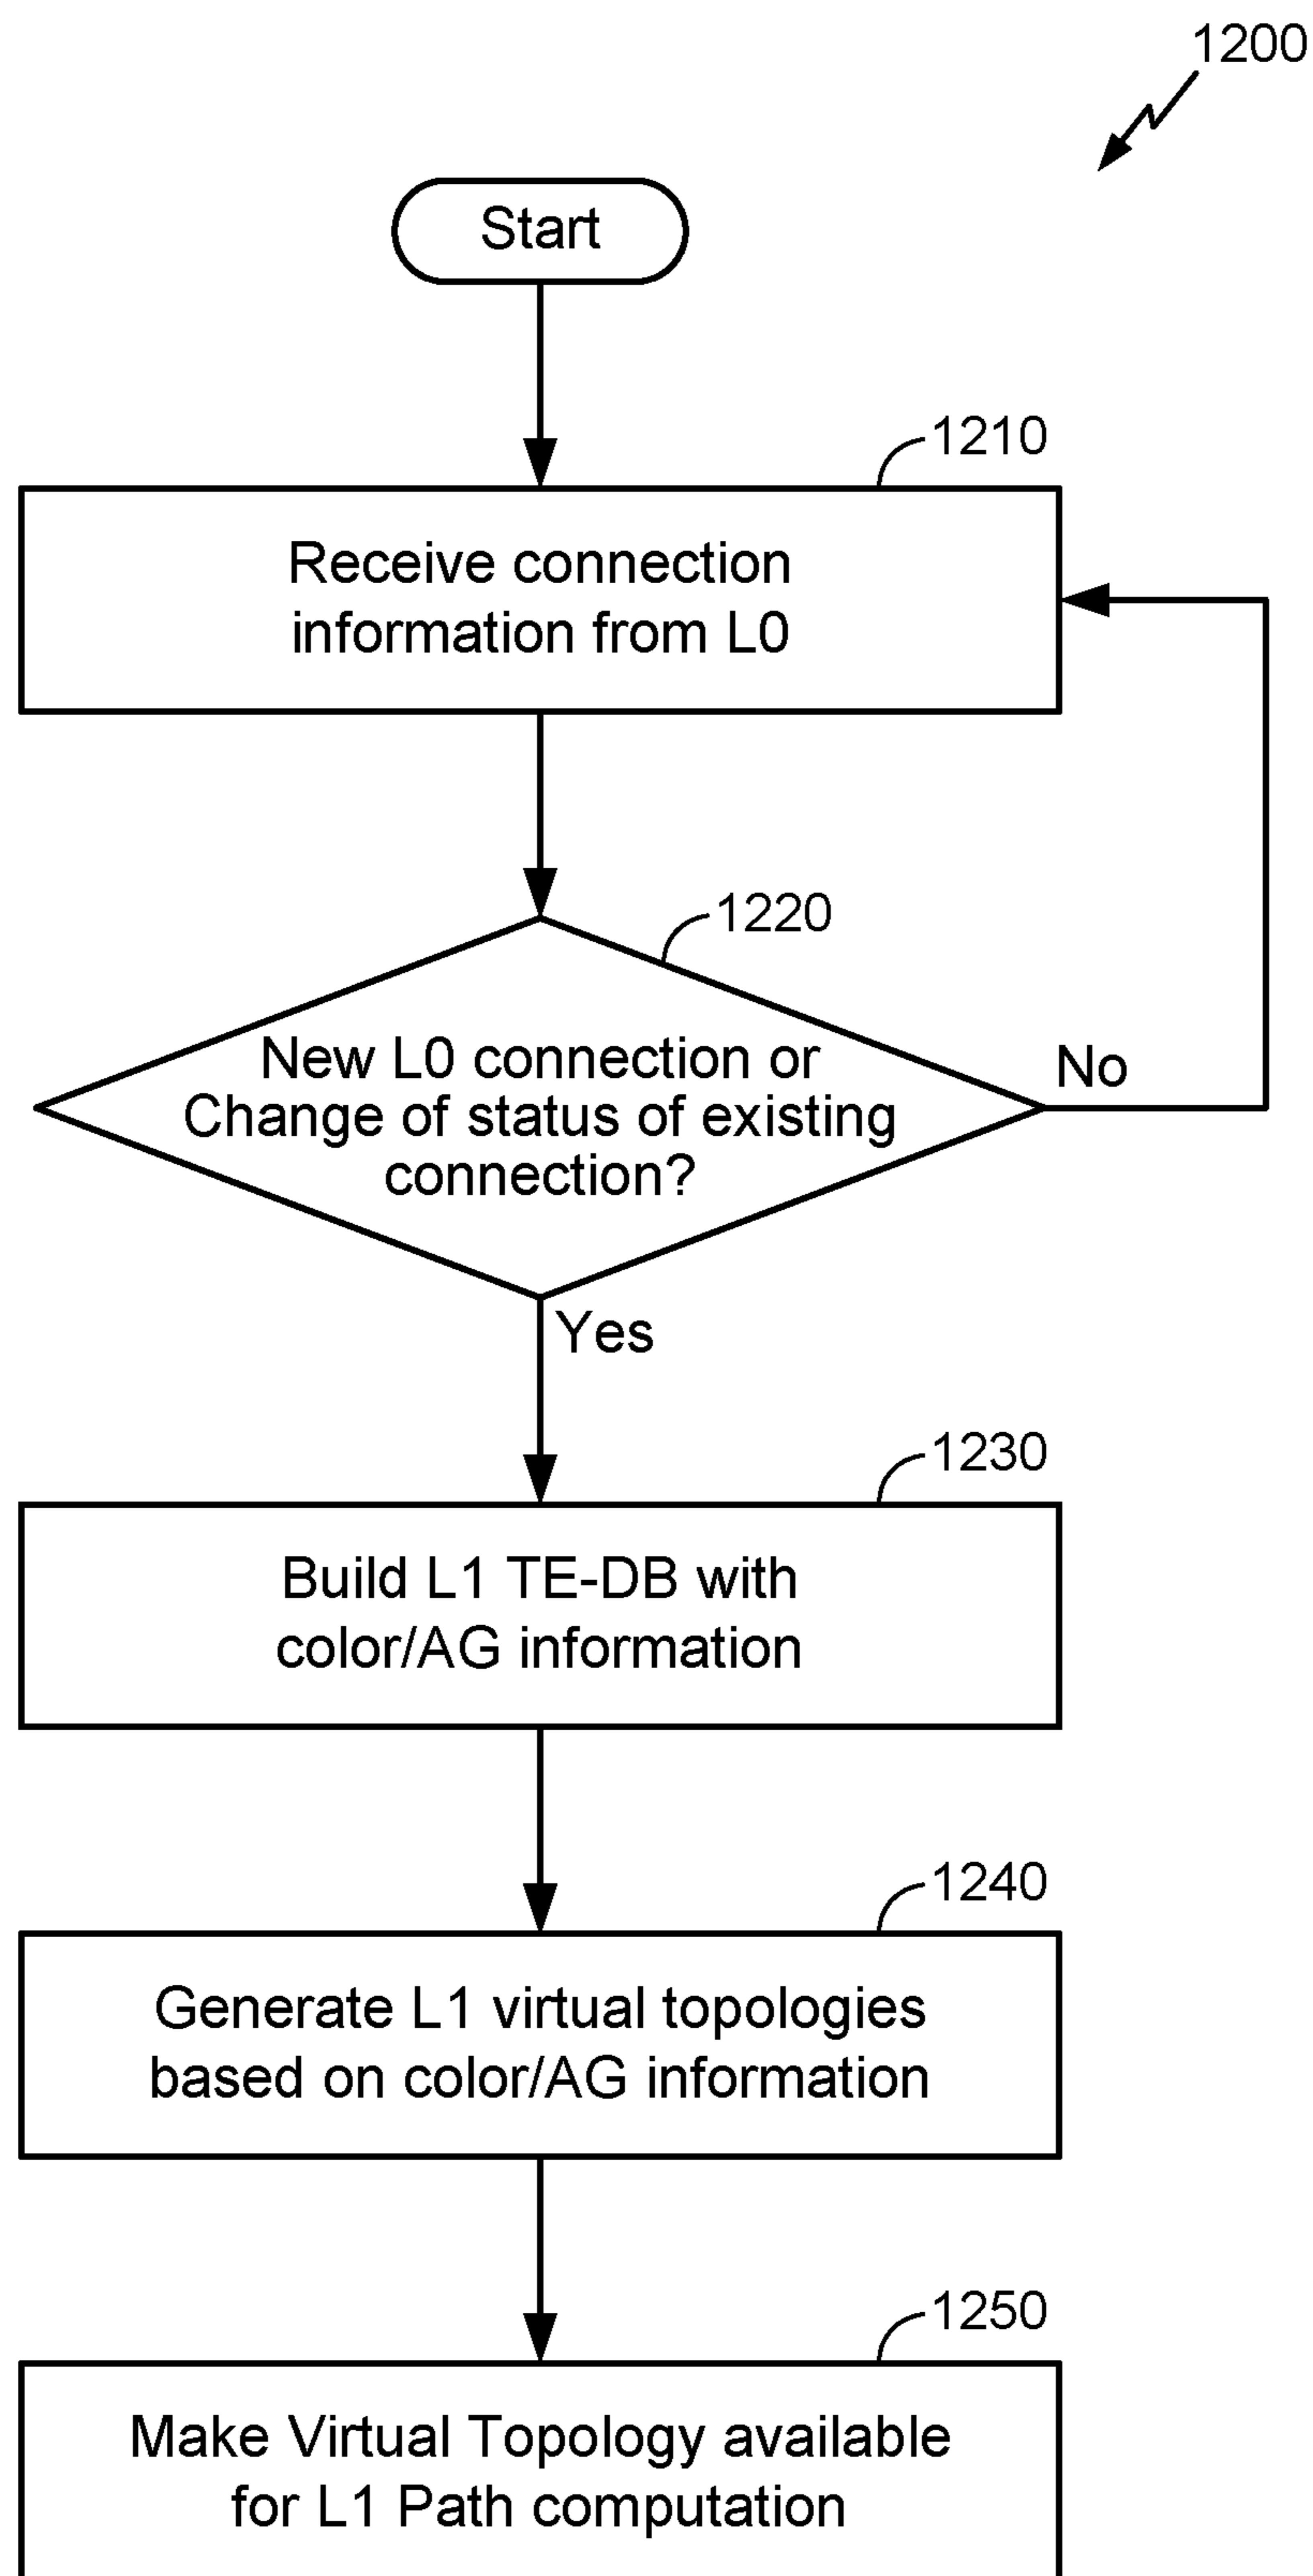 1200
Start
1210
Receive connection
information from L0
1220
New L0 connection or
Change of status of existing
connection?
No
Yes
1230
Build L1 TE-DB with
color/AG information
1240
Generate L1 virtual topologies
based on color/AG information
1250
Make Virtual Topology available
for L1 Path computation